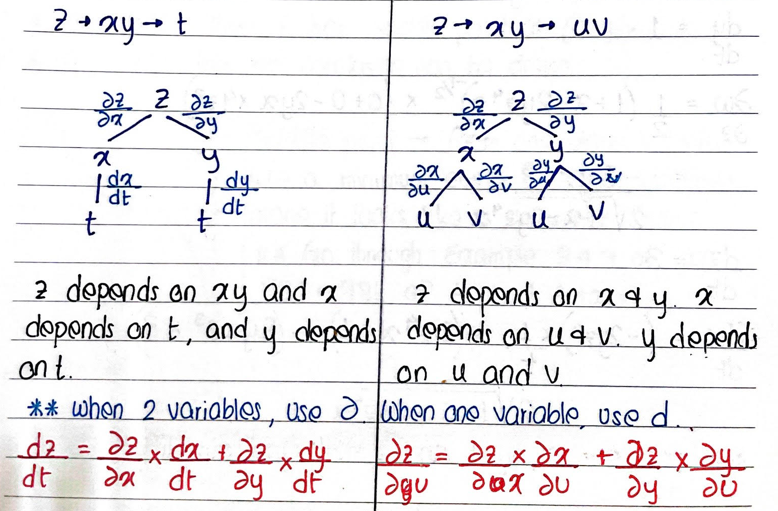 z → xy → t
∂z/∂x z ∂z/∂y
x y
dx/dt dy/dt
t t
z depends on xy and x
depends on t, and y depends
on t.
z → xy → uv
∂z/∂x z ∂z/∂y
x y
∂x/∂u ∂x/∂v ∂y/∂u ∂y/∂v
u v u v
z depends on x & y. x
depends on u & v. y depends
on u and v
** when 2 variables, use ∂. When one variable, use d.
dz/dt = ∂z/∂x × dx/dt + ∂z/∂y × dy/dt
∂z/∂u = ∂z/∂x × ∂x/∂u + ∂z/∂y × ∂y/∂u